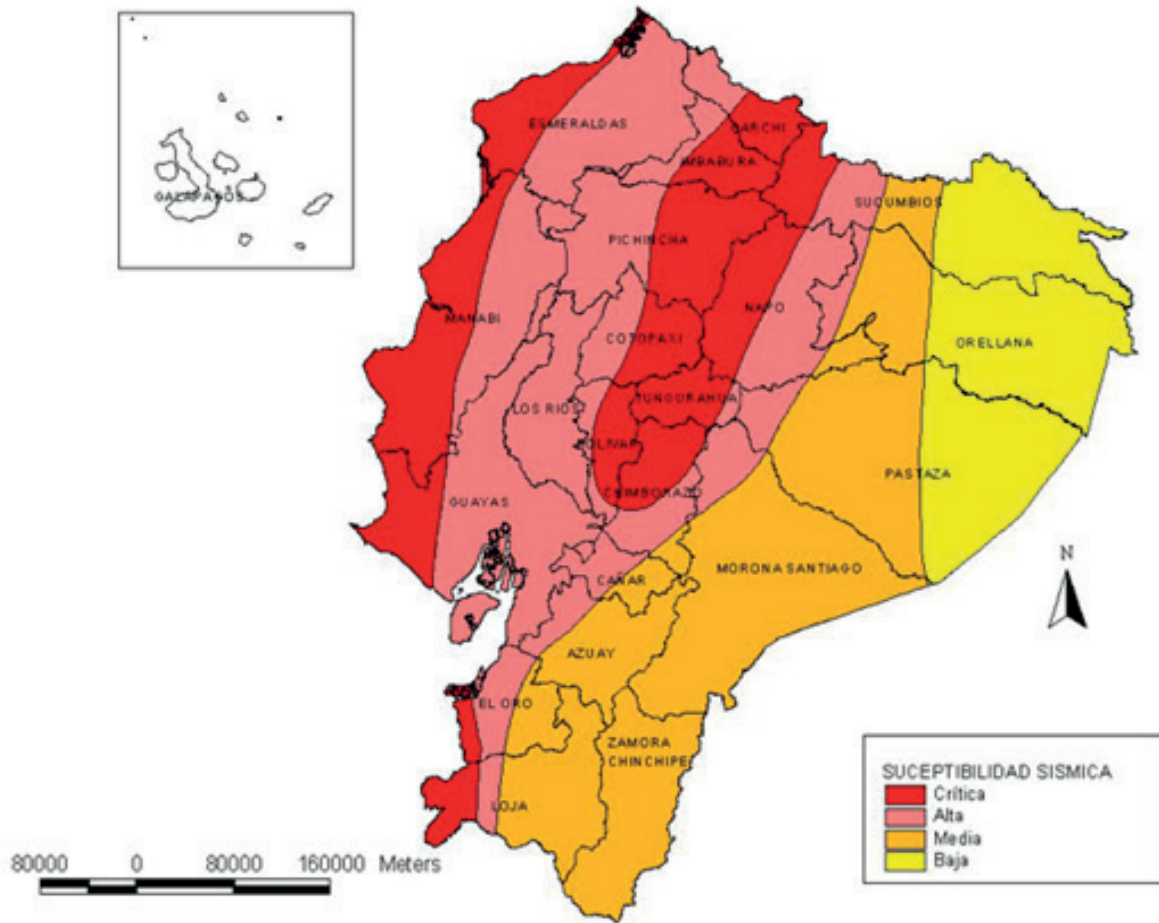 ESMERALDAS
CARCHI
IMBABURA
GALAPAGOS
SUCUMBIOS
PICHINCHA
NAPO
MANABI
COTOPAXI
ORELLANA
TUNGURAHUA
LOS RIOS
BOLIVAR
PASTAZA
CHIMBORAZO
GUAYAS
N
MORONA SANTIAGO
CAÑAR
AZUAY
EL ORO
ZAMORA
CHINCHIPE
LOJA
SUCEPTIBILIDAD SISMICA
Crítica
Alta
Media
Baja
80000 0 80000 160000 Meters